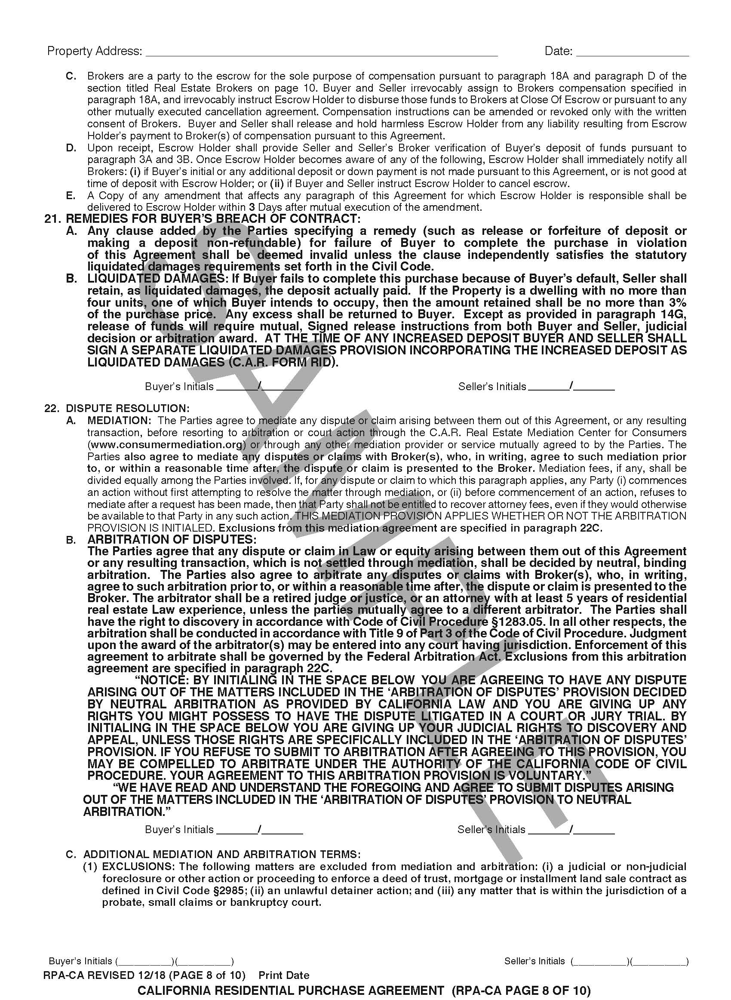 Property Address: ______________________ Date: __________
C. Brokers are a party to the escrow for the sole purpose of compensation pursuant to paragraph 18A and paragraph D of the
section titled Real Estate Brokers on page 10. Buyer and Seller irrevocably assign to Brokers compensation specified in
paragraph 18A, and irrevocably instruct Escrow Holder to disburse those funds to Brokers at Close Of Escrow or pursuant to any
other mutually executed cancellation agreement. Compensation instructions can be amended or revoked only with the written
consent of Brokers. Buyer and Seller shall release and hold harmless Escrow Holder from any liability resulting from Escrow
Holder's payment to Broker(s) of compensation pursuant to this Agreement.
D. Upon receipt, Escrow Holder shall provide Seller and Seller's Broker verification of Buyer's deposit of funds pursuant to
paragraph 3A and 3B. Once Escrow Holder becomes aware of any of the following, Escrow Holder shall immediately notify all
Brokers: (i) if Buyer's initial or any additional deposit or down payment is not made pursuant to this Agreement, or is not good at
time of deposit with Escrow Holder; or (ii) if Buyer and Seller instruct Escrow Holder to cancel escrow.
E. A Copy of any amendment that affects any paragraph of this Agreement for which Escrow Holder is responsible shall be
delivered to Escrow Holder within 3 Days after mutual execution of the amendment.
21. REMEDIES FOR BUYER'S BREACH OF CONTRACT:
A. Any clause added by the Parties specifying a remedy (such as release or forfeiture of deposit or
making a deposit non-refundable) for failure of Buyer to complete the purchase in violation
of this Agreement shall be deemed invalid unless the clause independently satisfies the statutory
liquidated damages requirements set forth in the Civil Code.
B. LIQUIDATED DAMAGES: If Buyer fails to complete this purchase because of Buyer's default, Seller shall
retain, as liquidated damages, the deposit actually paid. If the Property is a dwelling with no more than
four units, one of which Buyer intends to occupy, then the amount retained shall be no more than 3%
of the purchase price. Any excess shall be returned to Buyer. Except as provided in paragraph 14G,
release of funds will require mutual, Signed release instructions from both Buyer and Seller, judicial
decision or arbitration award. AT THE TIME OF ANY INCREASED DEPOSIT BUYER AND SELLER SHALL
SIGN A SEPARATE LIQUIDATED DAMAGES PROVISION INCORPORATING THE INCREASED DEPOSIT AS
LIQUIDATED DAMAGES (C.A.R. FORM RID).
Buyer's Initials ______/______ Seller's Initials ______/______
22. DISPUTE RESOLUTION:
A. MEDIATION: The Parties agree to mediate any dispute or claim arising between them out of this Agreement, or any resulting
transaction, before resorting to arbitration or court action through the C.A.R. Real Estate Mediation Center for Consumers
(www.consumermediation.org) or through any other mediation provider or service mutually agreed to by the Parties. The
Parties also agree to mediate any disputes or claims with Broker(s), who, in writing, agree to such mediation prior
to, or within a reasonable time after, the dispute or claim is presented to the Broker. Mediation fees, if any, shall be
divided equally among the Parties involved. If, for any dispute or claim to which this paragraph applies, any Party (i) commences
an action without first attempting to resolve the matter through mediation, or (ii) before commencement of an action, refuses to
mediate after a request has been made, then that Party shall not be entitled to recover attorney fees, even if they would otherwise
be available to that Party in any such action. THIS MEDIATION PROVISION APPLIES WHETHER OR NOT THE ARBITRATION
PROVISION IS INITIALED. Exclusions from this mediation agreement are specified in paragraph 22C.
B. ARBITRATION OF DISPUTES:
The Parties agree that any dispute or claim in Law or equity arising between them out of this Agreement
or any resulting transaction, which is not settled through mediation, shall be decided by neutral, binding
arbitration. The Parties also agree to arbitrate any disputes or claims with Broker(s), who, in writing,
agree to such arbitration prior to, or within a reasonable time after, the dispute or claim is presented to the
Broker. The arbitrator shall be a retired judge or justice, or an attorney with at least 5 years of residential
real estate Law experience, unless the parties mutually agree to a different arbitrator. The Parties shall
have the right to discovery in accordance with Code of Civil Procedure §1283.05. In all other respects, the
arbitration shall be conducted in accordance with Title 9 of Part 3 of the Code of Civil Procedure. Judgment
upon the award of the arbitrator(s) may be entered into any court having jurisdiction. Enforcement of this
agreement to arbitrate shall be governed by the Federal Arbitration Act. Exclusions from this arbitration
agreement are specified in paragraph 22C.
"NOTICE: BY INITIALING IN THE SPACE BELOW YOU ARE AGREEING TO HAVE ANY DISPUTE
ARISING OUT OF THE MATTERS INCLUDED IN THE 'ARBITRATION OF DISPUTES' PROVISION DECIDED
BY NEUTRAL ARBITRATION AS PROVIDED BY CALIFORNIA LAW AND YOU ARE GIVING UP ANY
RIGHTS YOU MIGHT POSSESS TO HAVE THE DISPUTE LITIGATED IN A COURT OR JURY TRIAL. BY
INITIALING IN THE SPACE BELOW YOU ARE GIVING UP YOUR JUDICIAL RIGHTS TO DISCOVERY AND
APPEAL, UNLESS THOSE RIGHTS ARE SPECIFICALLY INCLUDED IN THE 'ARBITRATION OF DISPUTES'
PROVISION. IF YOU REFUSE TO SUBMIT TO ARBITRATION AFTER AGREEING TO THIS PROVISION, YOU
MAY BE COMPELLED TO ARBITRATE UNDER THE AUTHORITY OF THE CALIFORNIA CODE OF CIVIL
PROCEDURE. YOUR AGREEMENT TO THIS ARBITRATION PROVISION IS VOLUNTARY."
"WE HAVE READ AND UNDERSTAND THE FOREGOING AND AGREE TO SUBMIT DISPUTES ARISING
OUT OF THE MATTERS INCLUDED IN THE 'ARBITRATION OF DISPUTES' PROVISION TO NEUTRAL
ARBITRATION."
Buyer's Initials ______/______ Seller's Initials ______/______
C. ADDITIONAL MEDIATION AND ARBITRATION TERMS:
(1) EXCLUSIONS: The following matters are excluded from mediation and arbitration: (i) a judicial or non-judicial
foreclosure or other action or proceeding to enforce a deed of trust, mortgage or installment land sale contract as
defined in Civil Code §2985; (ii) an unlawful detainer action; and (iii) any matter that is within the jurisdiction of a
probate, small claims or bankruptcy court.
Buyer's Initials (__________)(__________) Seller's Initials (__________)(__________)
RPA-CA REVISED 12/18 (PAGE 8 of 10) Print Date
CALIFORNIA RESIDENTIAL PURCHASE AGREEMENT (RPA-CA PAGE 8 OF 10)
SAMPLE